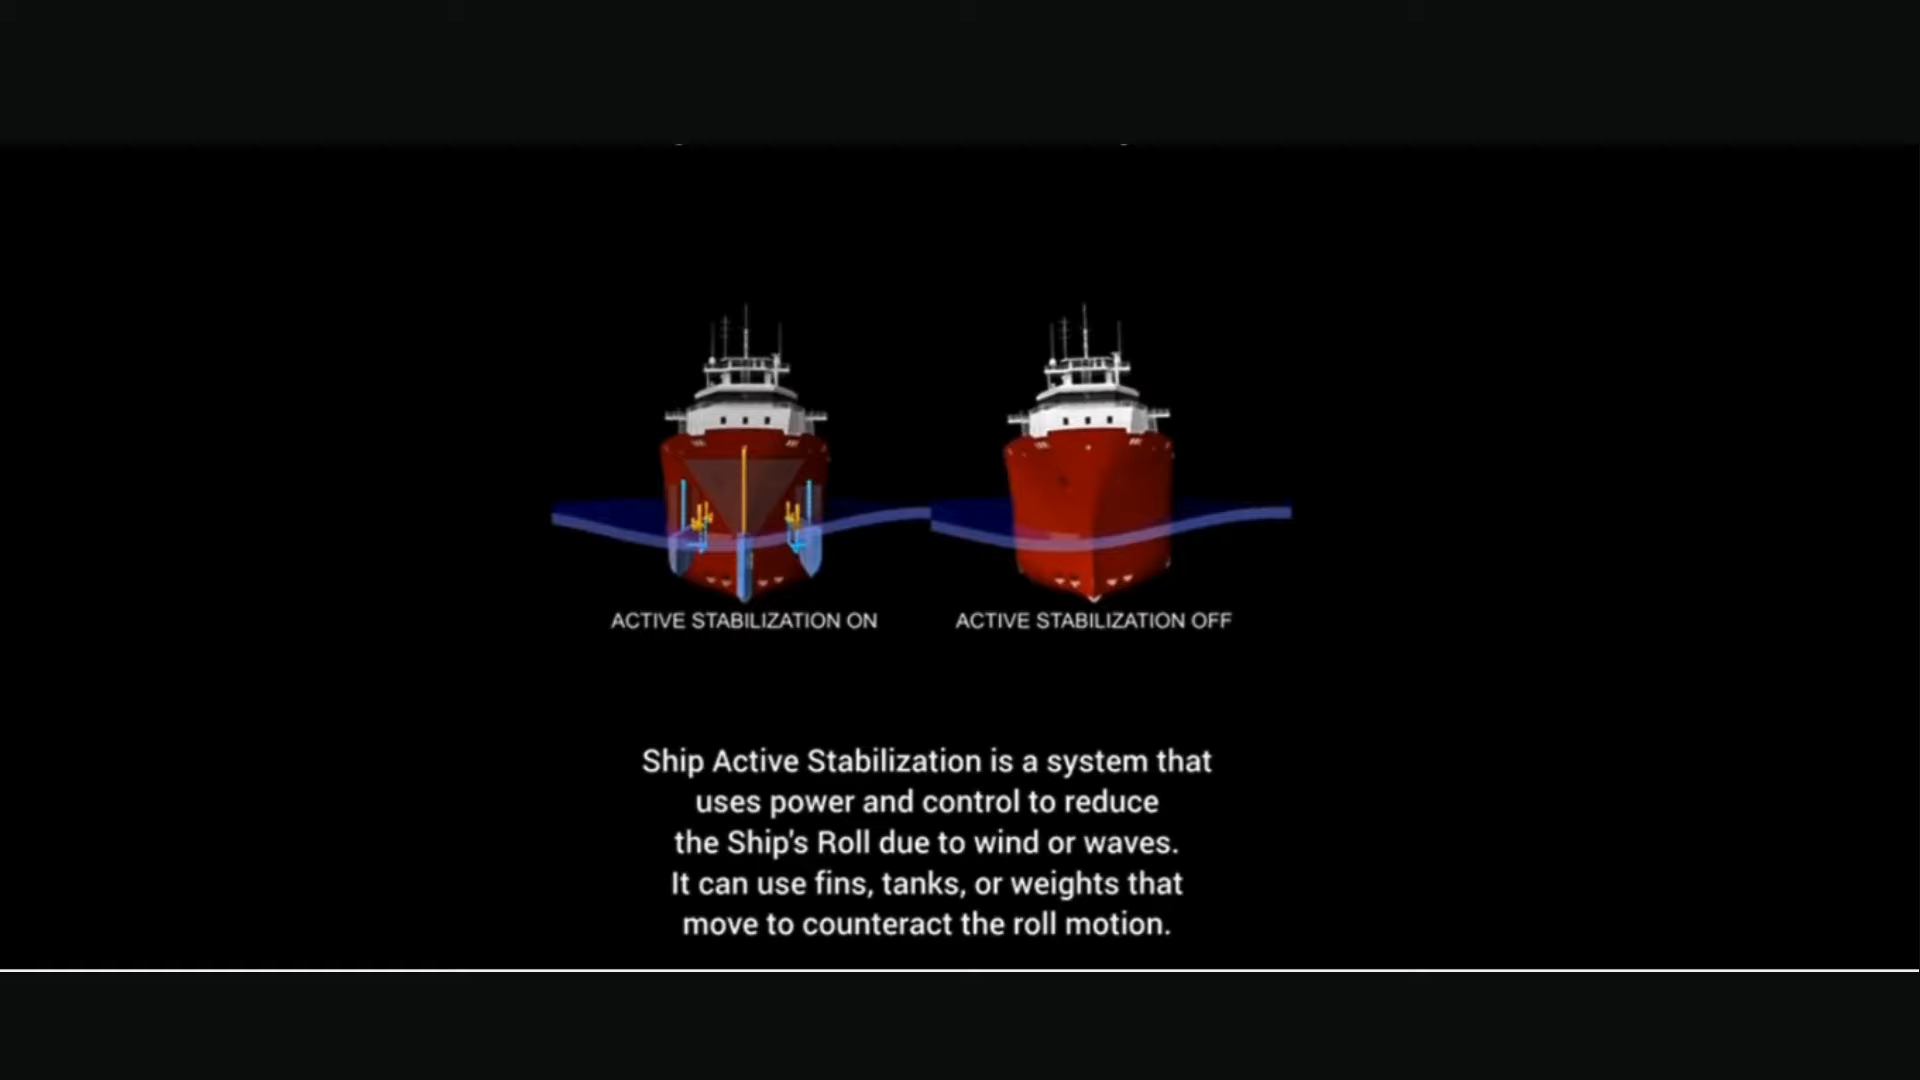 ACTIVE STABILIZATION ON
ACTIVE STABILIZATION OFF
Ship Active Stabilization is a system that
uses power and control to reduce
the Ship's Roll due to wind or waves.
It can use fins, tanks, or weights that
move to counteract the roll motion.